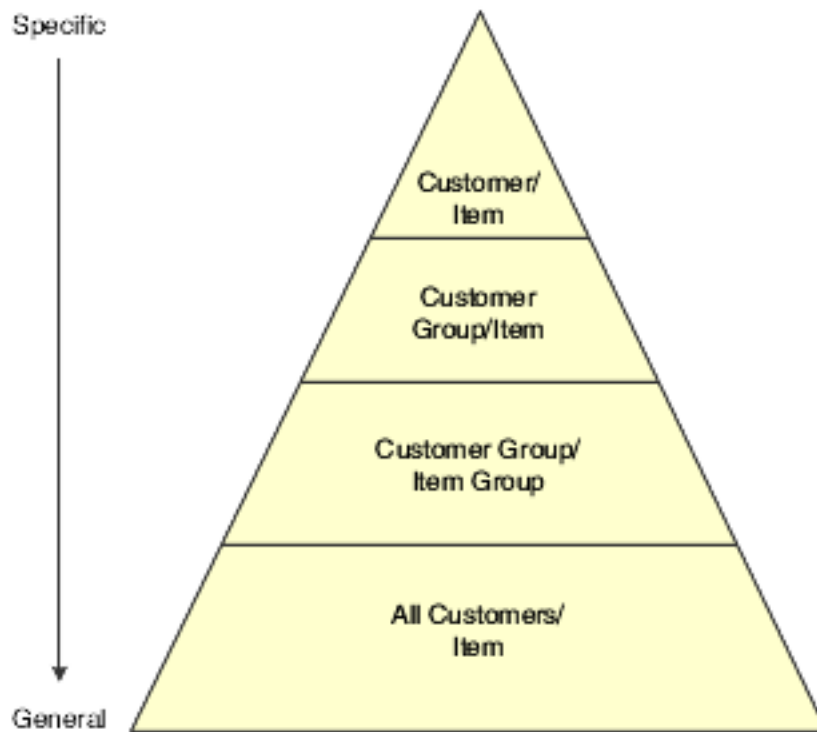 Specific
Customer/
Item
Customer
Group/Item
Customer Group/
Item Group
All Customers/
Item
General